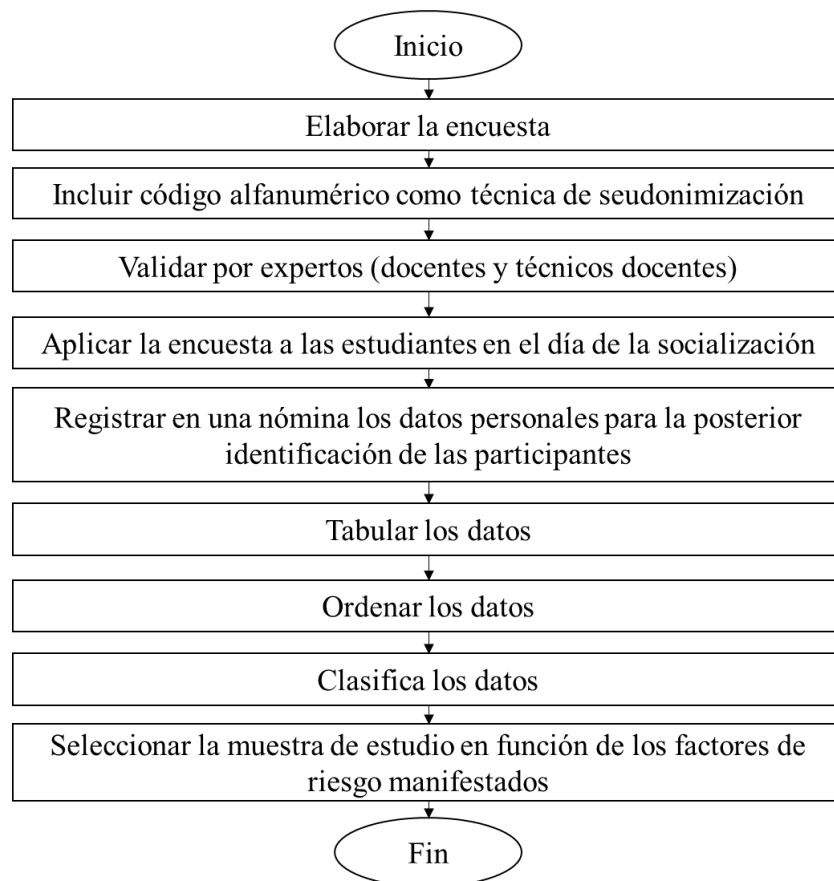 Inicio
Elaborar la encuesta
Incluir código alfanumérico como técnica de seudonimización
Validar por expertos (docentes y técnicos docentes)
Aplicar la encuesta a las estudiantes en el día de la socialización
Registrar en una nómina los datos personales para la posterior
identificación de las participantes
Tabular los datos
Ordenar los datos
Clasifica los datos
Seleccionar la muestra de estudio en función de los factores de
riesgo manifestados
Fin